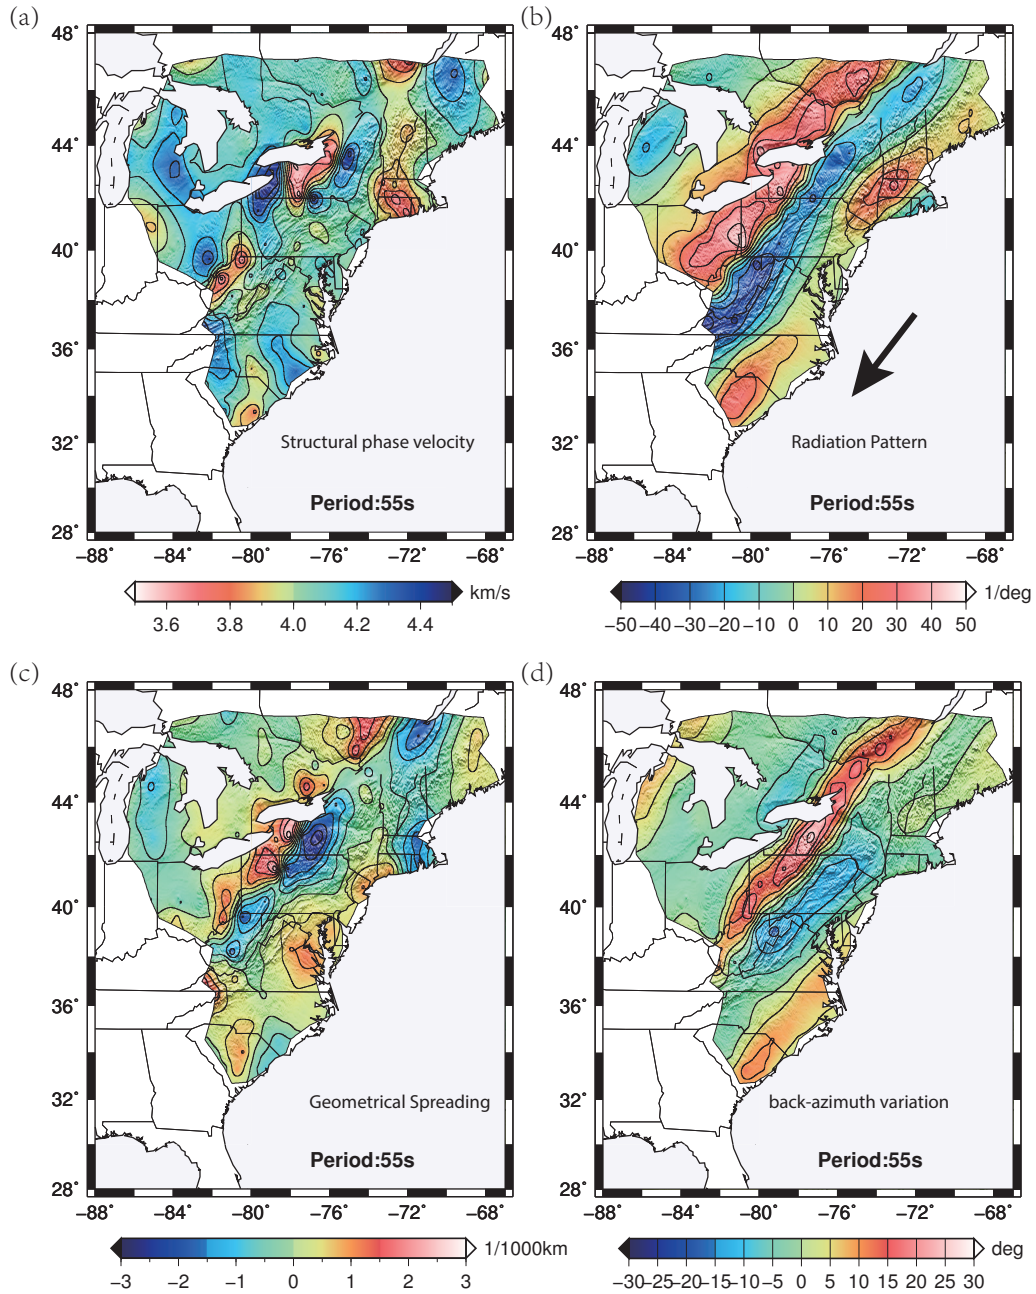 (a)
(b)
48°
44°
40°
36°
32°
28°
−88 −84 −80 −76 −72 −68
Structural phase velocity
Period:55s
km/s
3.6 3.8 4.0 4.2 4.4
48°
44°
40°
36°
32°
28°
−88 −84 −80 −76 −72 −68
Radiation Pattern
Period:55s
1/deg
−50 −40 −30 −20 −10 0 10 20 30 40 50
(c)
(d)
48°
44°
40°
36°
32°
28°
−88 −84 −80 −76 −72 −68
Geometrical Spreading
Period:55s
1/1000km
−3 −2 −1 0 1 2 3
48°
44°
40°
36°
32°
28°
−88 −84 −80 −76 −72 −68
back-azimuth variation
Period:55s
deg
−30−25−20−15−10−5 0 5 10 15 20 25 30